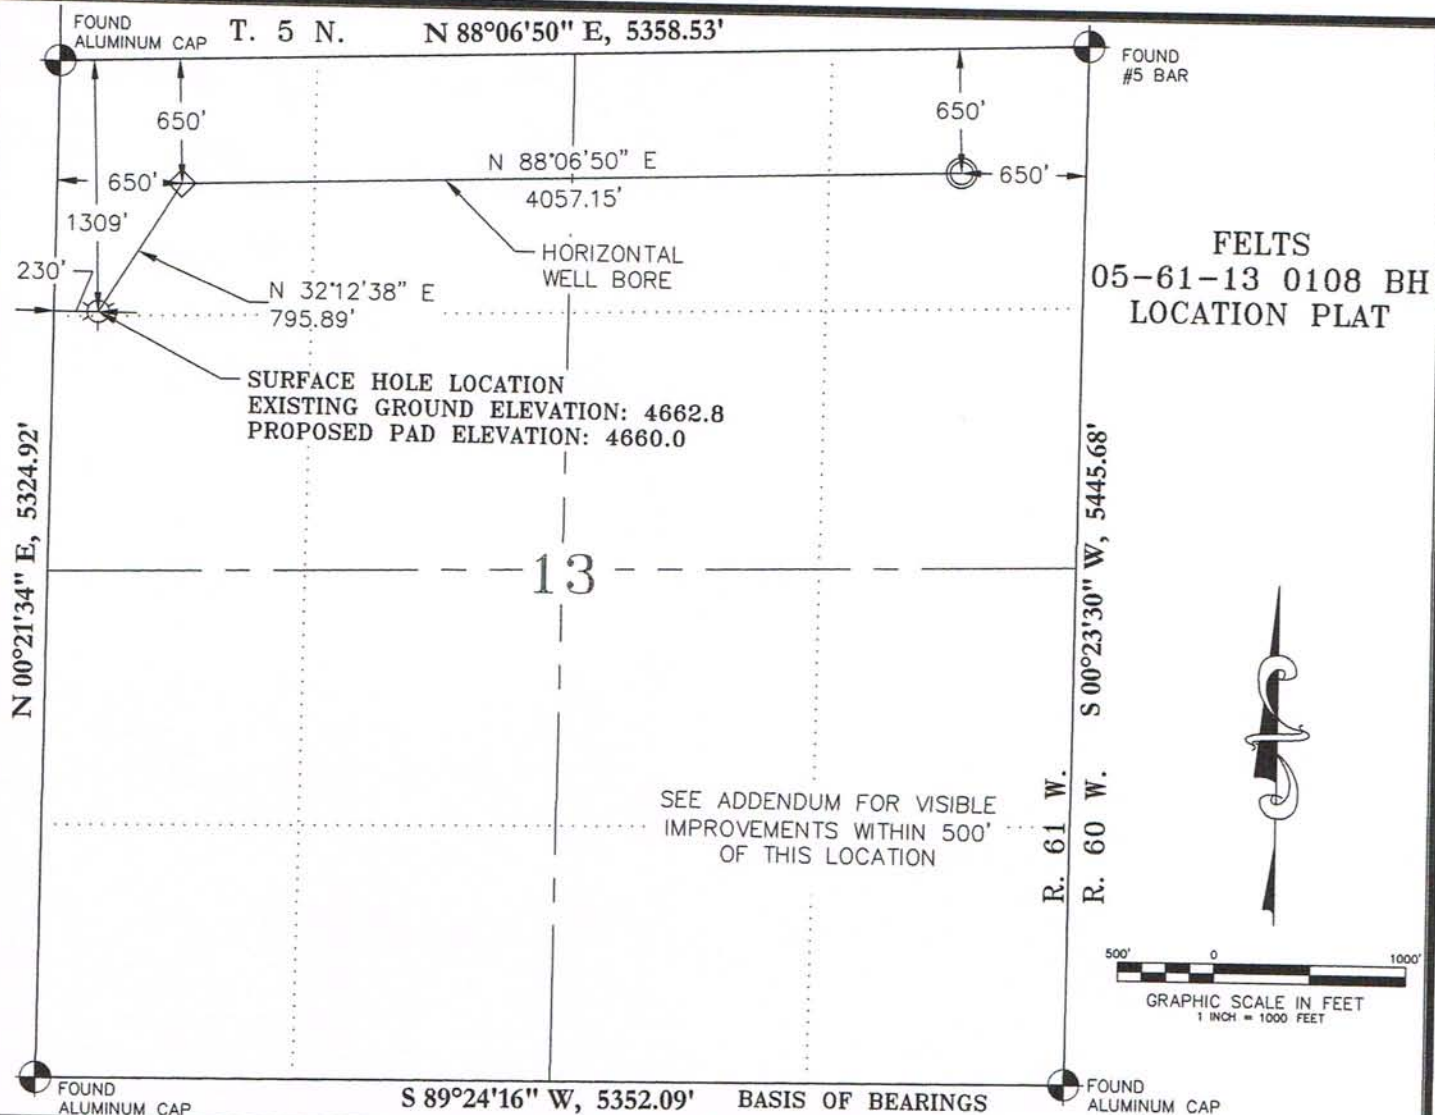 FOUND
ALUMINUM CAP
T. 5 N.
N 88°06'50" E, 5358.53'
FOUND
#5 BAR
650'
650'
N 88°06'50" E
650'
650'
4057.15'
1309'
HORIZONTAL
WELL BORE
230'
N 32°12'38" E
795.89'
FELTS
05-61-13 0108 BH
LOCATION PLAT
SURFACE HOLE LOCATION
EXISTING GROUND ELEVATION: 4662.8
PROPOSED PAD ELEVATION: 4660.0
N 00°21'34" E, 5324.92'
13
S 00°23'30" W, 5445.68'
SEE ADDENDUM FOR VISIBLE
IMPROVEMENTS WITHIN 500'
OF THIS LOCATION
R. 61 W.
R. 60 W.
500' 0 1000'
GRAPHIC SCALE IN FEET
1 INCH = 1000 FEET
FOUND
ALUMINUM CAP
S 89°24'16" W, 5352.09'
BASIS OF BEARINGS
FOUND
ALUMINUM CAP